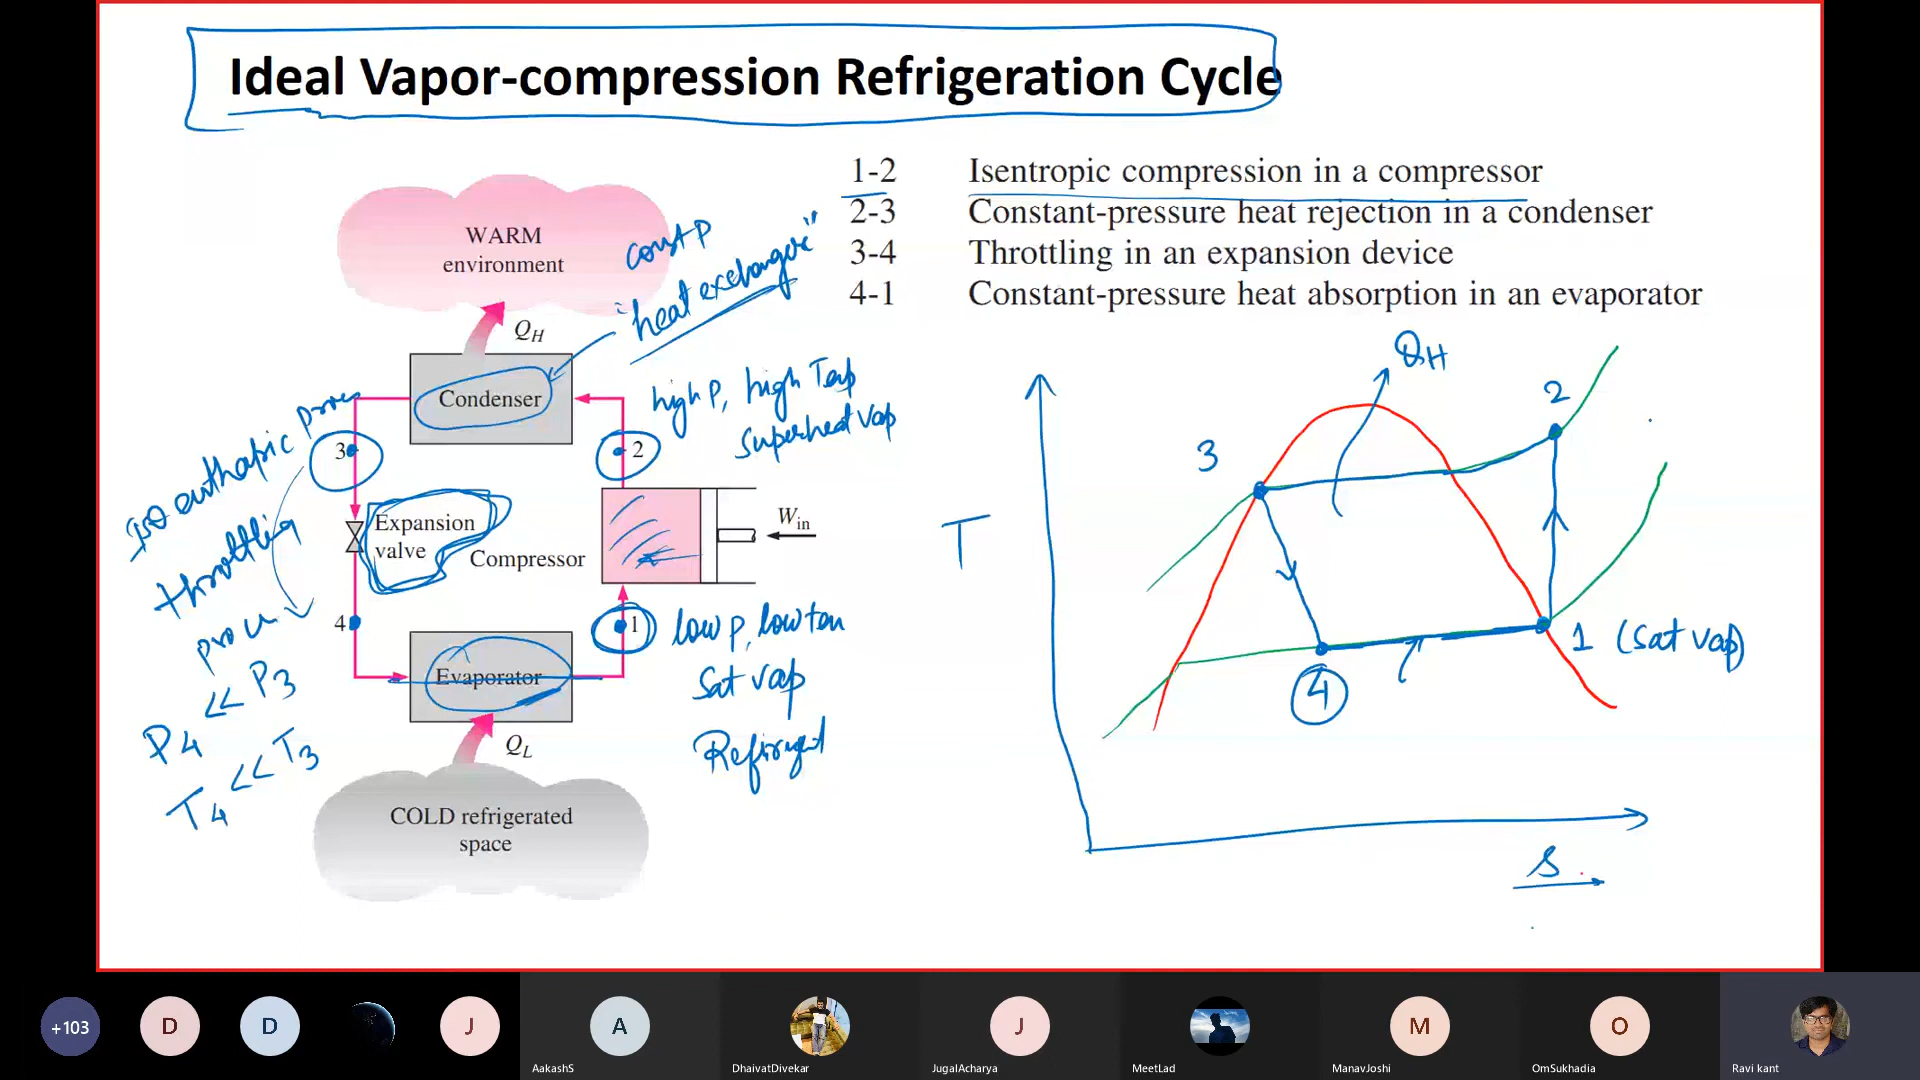 Ideal Vapor-compression Refrigeration Cycle
1-2 Isentropic compression in a compressor
2-3 Constant-pressure heat rejection in a condenser
3-4 Throttling in an expansion device
4-1 Constant-pressure heat absorption in an evaporator
WARM
environment
const P
"heat exchanger"
QH
Condenser
high P, high Temp
Superheat vap
3
2
isoenthapic proces
throttling
Expansion
valve
Compressor
Win
4
1
low P, low tem
Sat vap
Evaporator
P4 << P3
T4 << T3
QL
COLD refrigerated
space
QH
2
3
T
1 (Sat vap)
4
s
+103
D
D
J
A
J
M
O
AakashS
DhaivatDivekar
JugalAcharya
MeetLad
ManavJoshi
OmSukhadia
Ravi kant